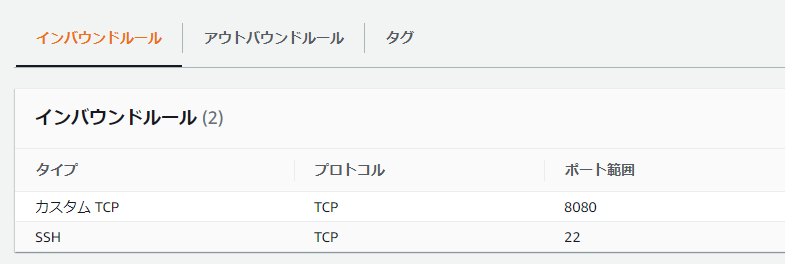 インバウンドルール アウトバウンドルール タグ
インバウンドルール (2)
タイプ プロトコル ポート範囲
カスタム TCP TCP 8080
SSH TCP 22